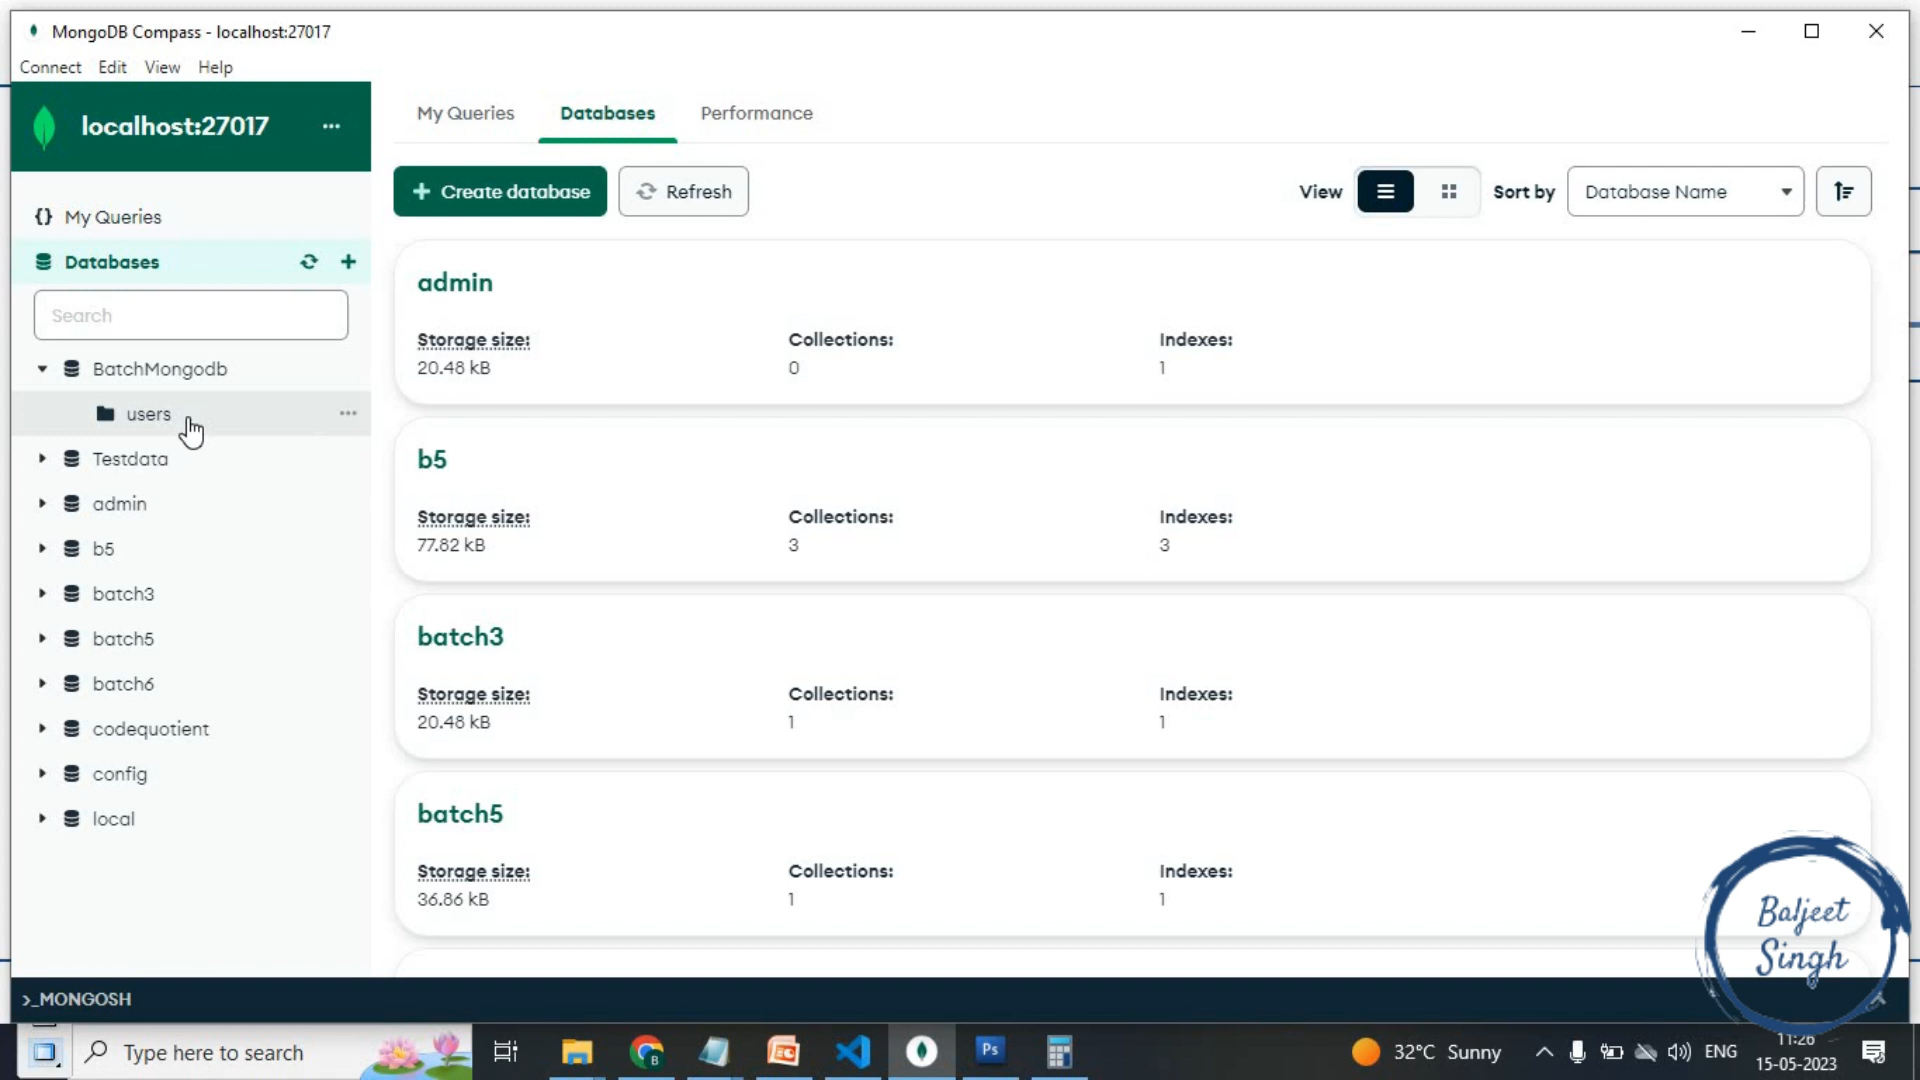 MongoDB Compass - localhost:27017
Connect Edit View Help
localhost:27017 ...
My Queries
Databases
Search
BatchMongodb
users ...
Testdata
admin
b5
batch3
batch5
batch6
codequotient
config
local
My Queries Databases Performance
+ Create database Refresh View Sort by Database Name
admin
Storage size: Collections: Indexes:
20.48 kB 0 1
b5
Storage size: Collections: Indexes:
77.82 kB 3 3
batch3
Storage size: Collections: Indexes:
20.48 kB 1 1
batch5
Storage size: Collections: Indexes:
36.86 kB 1 1
Baljeet
Singh
>_MONGOSH
Type here to search
B
Ps
32°C Sunny
ENG
11:26
15-05-2023